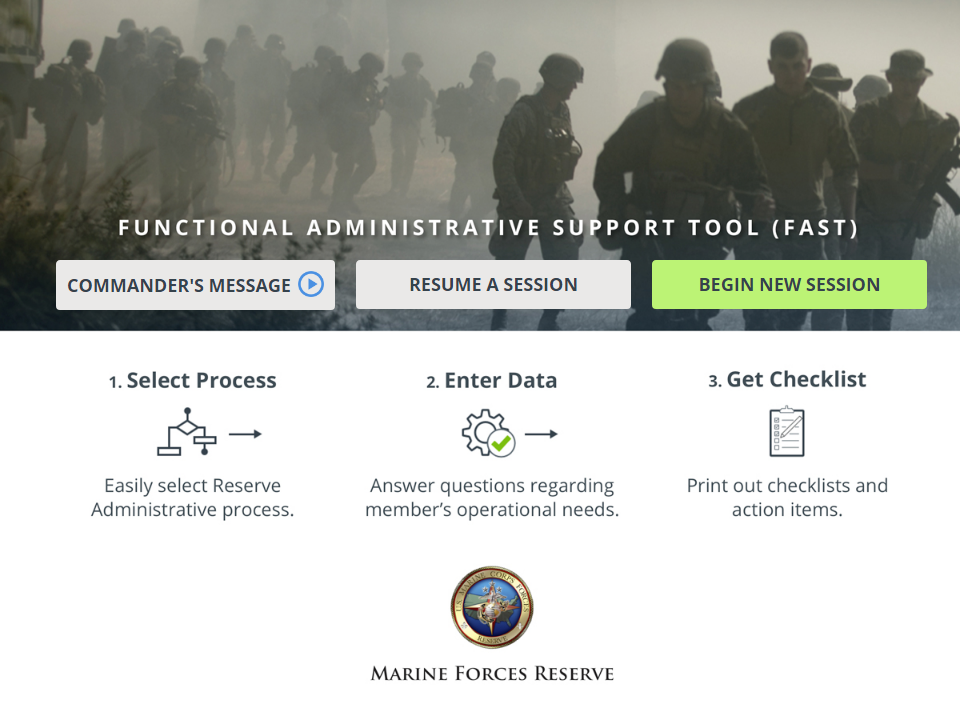 FUNCTIONAL ADMINISTRATIVE SUPPORT TOOL (FAST)
COMMANDER'S MESSAGE
RESUME A SESSION
BEGIN NEW SESSION
1. Select Process
Easily select Reserve
Administrative process.
2. Enter Data
Answer questions regarding
member’s operational needs.
3. Get Checklist
Print out checklists and
action items.
U.S. MARINE CORPS FORCES
RESERVE
MARINE FORCES RESERVE